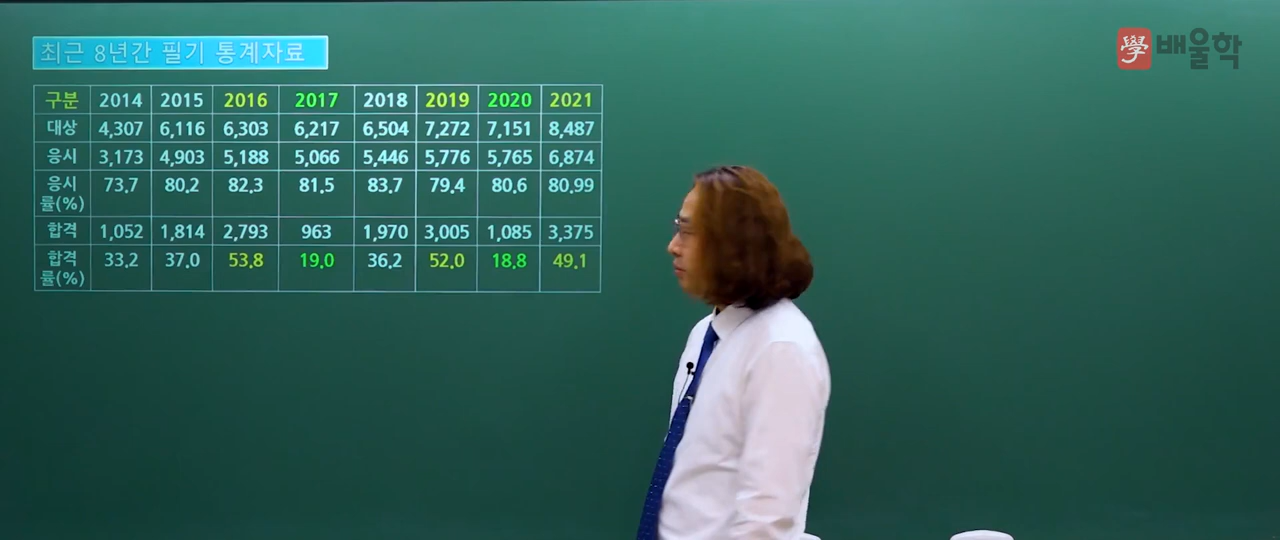 최근 8년간 필기 통계자료
學 배울학
구분 2014 2015 2016 2017 2018 2019 2020 2021
대상 4,307 6,116 6,303 6,217 6,504 7,272 7,151 8,487
응시 3,173 4,903 5,188 5,066 5,446 5,776 5,765 6,874
응시 73.7 80.2 82.3 81.5 83.7 79.4 80.6 80.99
률(%)
합격 1,052 1,814 2,793 963 1,970 3,005 1,085 3,375
합격 33.2 37.0 53.8 19.0 36.2 52.0 18.8 49.1
률(%)